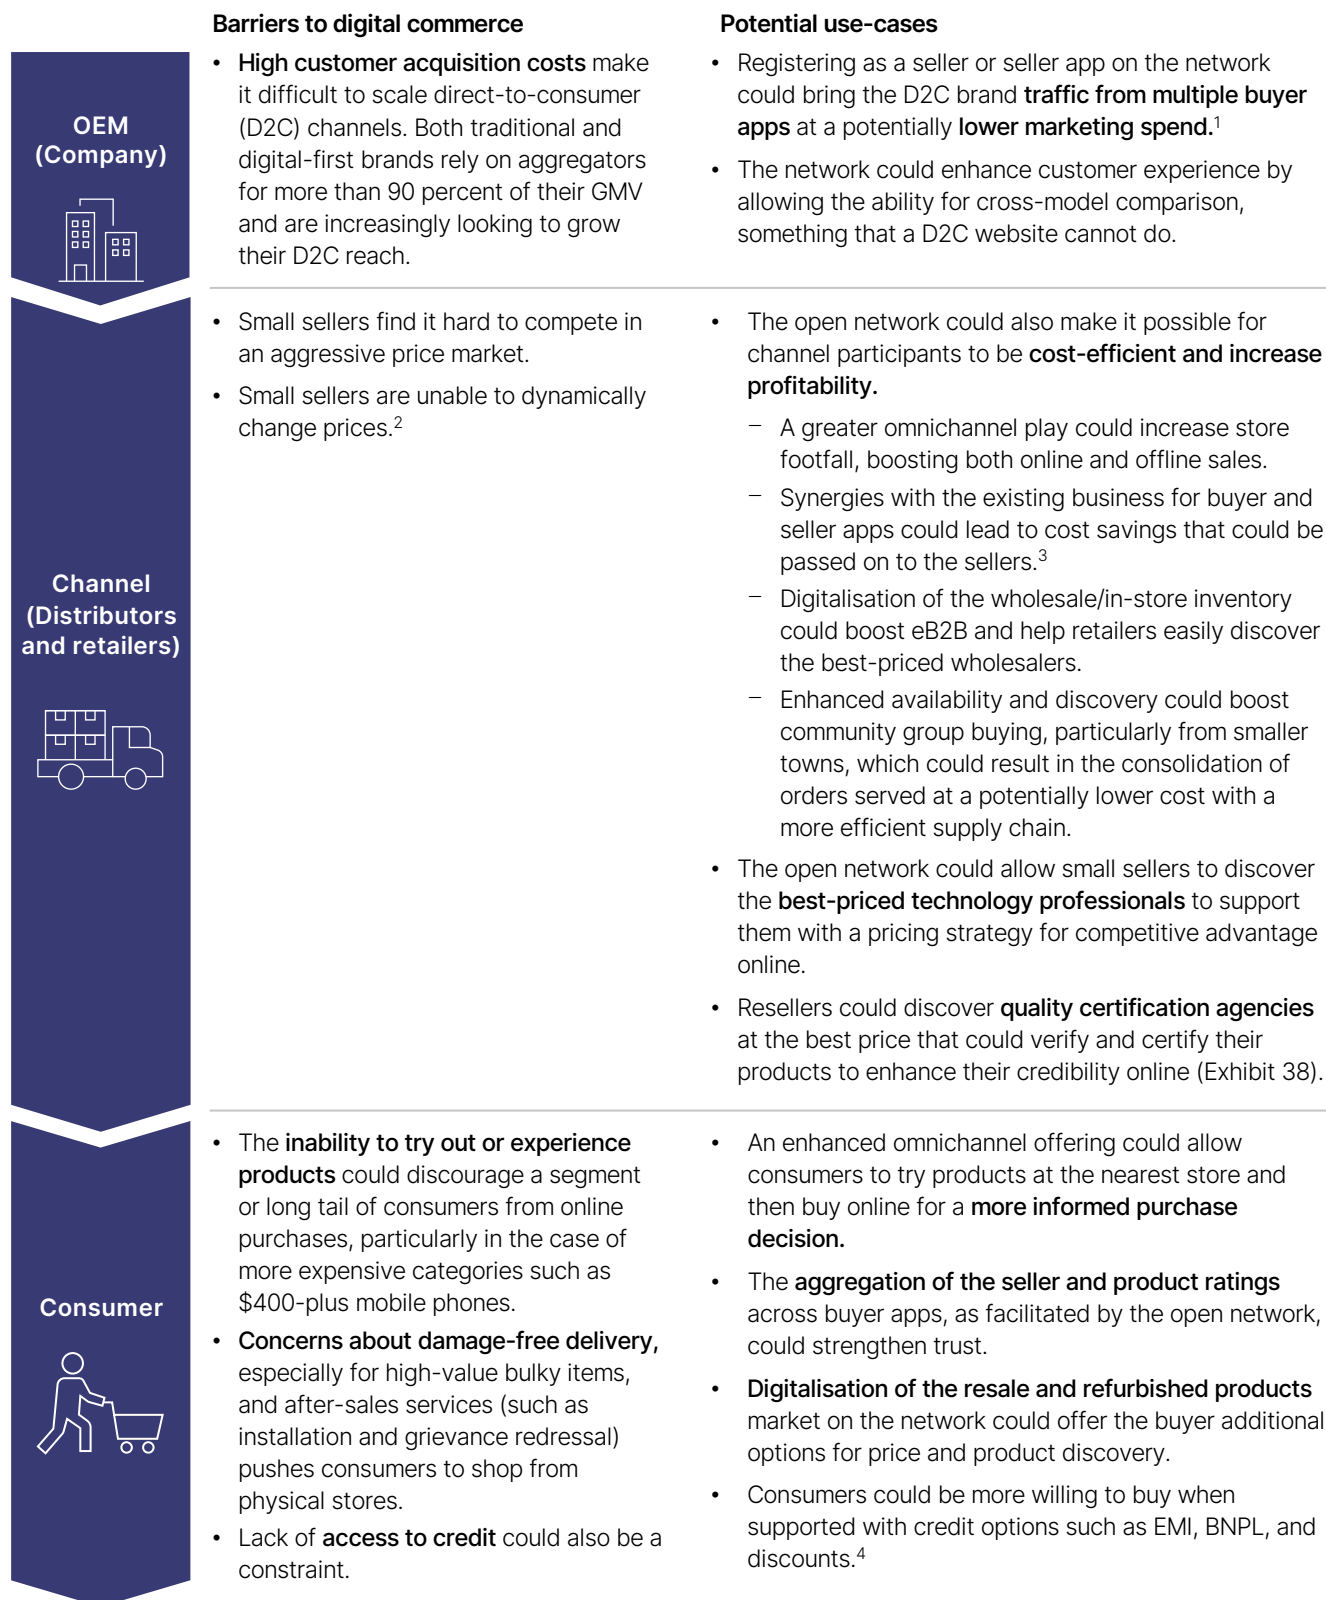 Barriers to digital commerce
Potential use-cases
OEM
(Company)
• High customer acquisition costs make
it difficult to scale direct-to-consumer
(D2C) channels. Both traditional and
digital-first brands rely on aggregators
for more than 90 percent of their GMV
and are increasingly looking to grow
their D2C reach.
• Registering as a seller or seller app on the network
could bring the D2C brand traffic from multiple buyer
apps at a potentially lower marketing spend.¹
• The network could enhance customer experience by
allowing the ability for cross-model comparison,
something that a D2C website cannot do.
Channel
(Distributors
and retailers)
• Small sellers find it hard to compete in
an aggressive price market.
• Small sellers are unable to dynamically
change prices.²
• The open network could also make it possible for
channel participants to be cost-efficient and increase
profitability.
– A greater omnichannel play could increase store
footfall, boosting both online and offline sales.
– Synergies with the existing business for buyer and
seller apps could lead to cost savings that could be
passed on to the sellers.³
– Digitalisation of the wholesale/in-store inventory
could boost eB2B and help retailers easily discover
the best-priced wholesalers.
– Enhanced availability and discovery could boost
community group buying, particularly from smaller
towns, which could result in the consolidation of
orders served at a potentially lower cost with a
more efficient supply chain.
• The open network could allow small sellers to discover
the best-priced technology professionals to support
them with a pricing strategy for competitive advantage
online.
• Resellers could discover quality certification agencies
at the best price that could verify and certify their
products to enhance their credibility online (Exhibit 38).
Consumer
• The inability to try out or experience
products could discourage a segment
or long tail of consumers from online
purchases, particularly in the case of
more expensive categories such as
$400-plus mobile phones.
• Concerns about damage-free delivery,
especially for high-value bulky items,
and after-sales services (such as
installation and grievance redressal)
pushes consumers to shop from
physical stores.
• Lack of access to credit could also be a
constraint.
• An enhanced omnichannel offering could allow
consumers to try products at the nearest store and
then buy online for a more informed purchase
decision.
• The aggregation of the seller and product ratings
across buyer apps, as facilitated by the open network,
could strengthen trust.
• Digitalisation of the resale and refurbished products
market on the network could offer the buyer additional
options for price and product discovery.
• Consumers could be more willing to buy when
supported with credit options such as EMI, BNPL, and
discounts.⁴